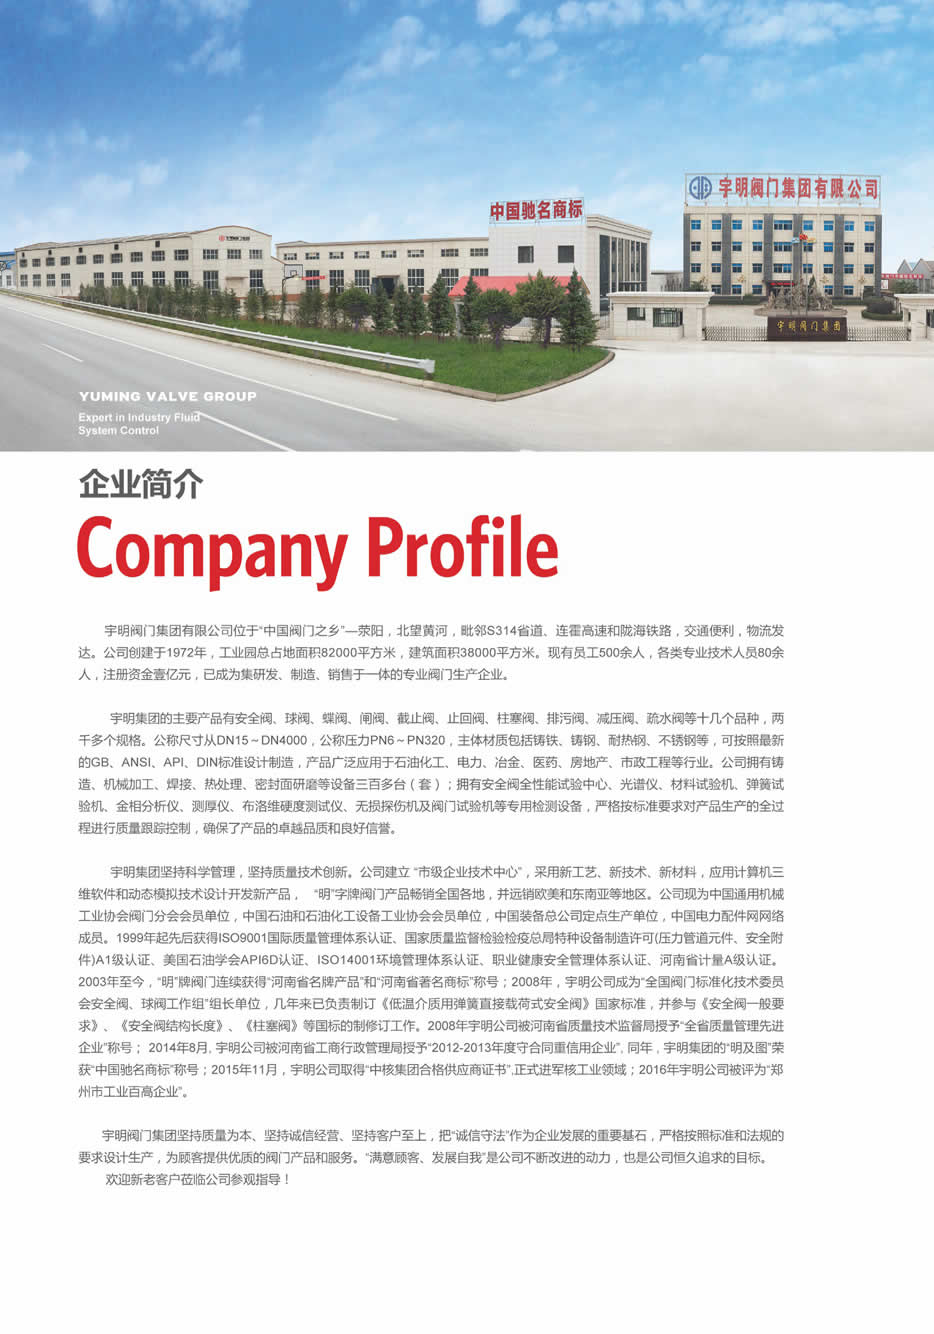 宇明阀门集团有限公司
中国驰名商标
宇明阀门集团
YUMING VALVE GROUP
Expert in Industry Fluid
System Control
企业简介
Company Profile
宇明阀门集团有限公司位于“中国阀门之乡”—荥阳，北望黄河，毗邻S314省道、连霍高速和陇海铁路，交通便利，物流发
达。公司创建于1972年，工业园总占地面积82000平方米，建筑面积38000平方米。现有员工500余人，各类专业技术人员80余
人，注册资金壹亿元，已成为集研发、制造、销售于一体的专业阀门生产企业。
宇明集团的主要产品有安全阀、球阀、蝶阀、闸阀、截止阀、止回阀、柱塞阀、排污阀、减压阀、疏水阀等十几个品种，两
千多个规格。公称尺寸从DN15～DN4000，公称压力PN6～PN320，主体材质包括铸铁、铸钢、耐热钢、不锈钢等，可按照最新
的GB、ANSI、API、DIN标准设计制造，产品广泛应用于石油化工、电力、冶金、医药、房地产、市政工程等行业。公司拥有铸
造、机械加工、焊接、热处理、密封面研磨等设备三百多台（套）；拥有安全阀全性能试验中心、光谱仪、材料试验机、弹簧试
验机、金相分析仪、测厚仪、布洛维硬度测试仪、无损探伤机及阀门试验机等专用检测设备，严格按标准要求对产品生产的全过
程进行质量跟踪控制，确保了产品的卓越品质和良好信誉。
宇明集团坚持科学管理，坚持质量技术创新。公司建立 “市级企业技术中心”，采用新工艺、新技术、新材料，应用计算机三
维软件和动态模拟技术设计开发新产品， “明”字牌阀门产品畅销全国各地，并远销欧美和东南亚等地区。公司现为中国通用机械
工业协会阀门分会会员单位，中国石油和石油化工设备工业协会会员单位，中国装备总公司定点生产单位，中国电力配件网网络
成员。1999年起先后获得ISO9001国际质量管理体系认证、国家质量监督检验检疫总局特种设备制造许可(压力管道元件、安全附
件)A1级认证、美国石油学会API6D认证、ISO14001环境管理体系认证、职业健康安全管理体系认证、河南省计量A级认证。
2003年至今，“明”牌阀门连续获得“河南省名牌产品”和“河南省著名商标”称号；2008年，宇明公司成为“全国阀门标准化技术委员
会安全阀、球阀工作组”组长单位，几年来已负责制订《低温介质用弹簧直接载荷式安全阀》国家标准，并参与《安全阀一般要
求》、《安全阀结构长度》、《柱塞阀》等国标的制修订工作。2008年宇明公司被河南省质量技术监督局授予“全省质量管理先进
企业”称号； 2014年8月, 宇明公司被河南省工商行政管理局授予“2012-2013年度守合同重信用企业”, 同年，宇明集团的“明及图”荣
获“中国驰名商标”称号；2015年11月，宇明公司取得“中核集团合格供应商证书”,正式进军核工业领域；2016年宇明公司被评为“郑
州市工业百高企业”。
宇明阀门集团坚持质量为本、坚持诚信经营、坚持客户至上，把“诚信守法”作为企业发展的重要基石，严格按照标准和法规的
要求设计生产，为顾客提供优质的阀门产品和服务。“满意顾客、发展自我”是公司不断改进的动力，也是公司恒久追求的目标。
欢迎新老客户莅临公司参观指导！